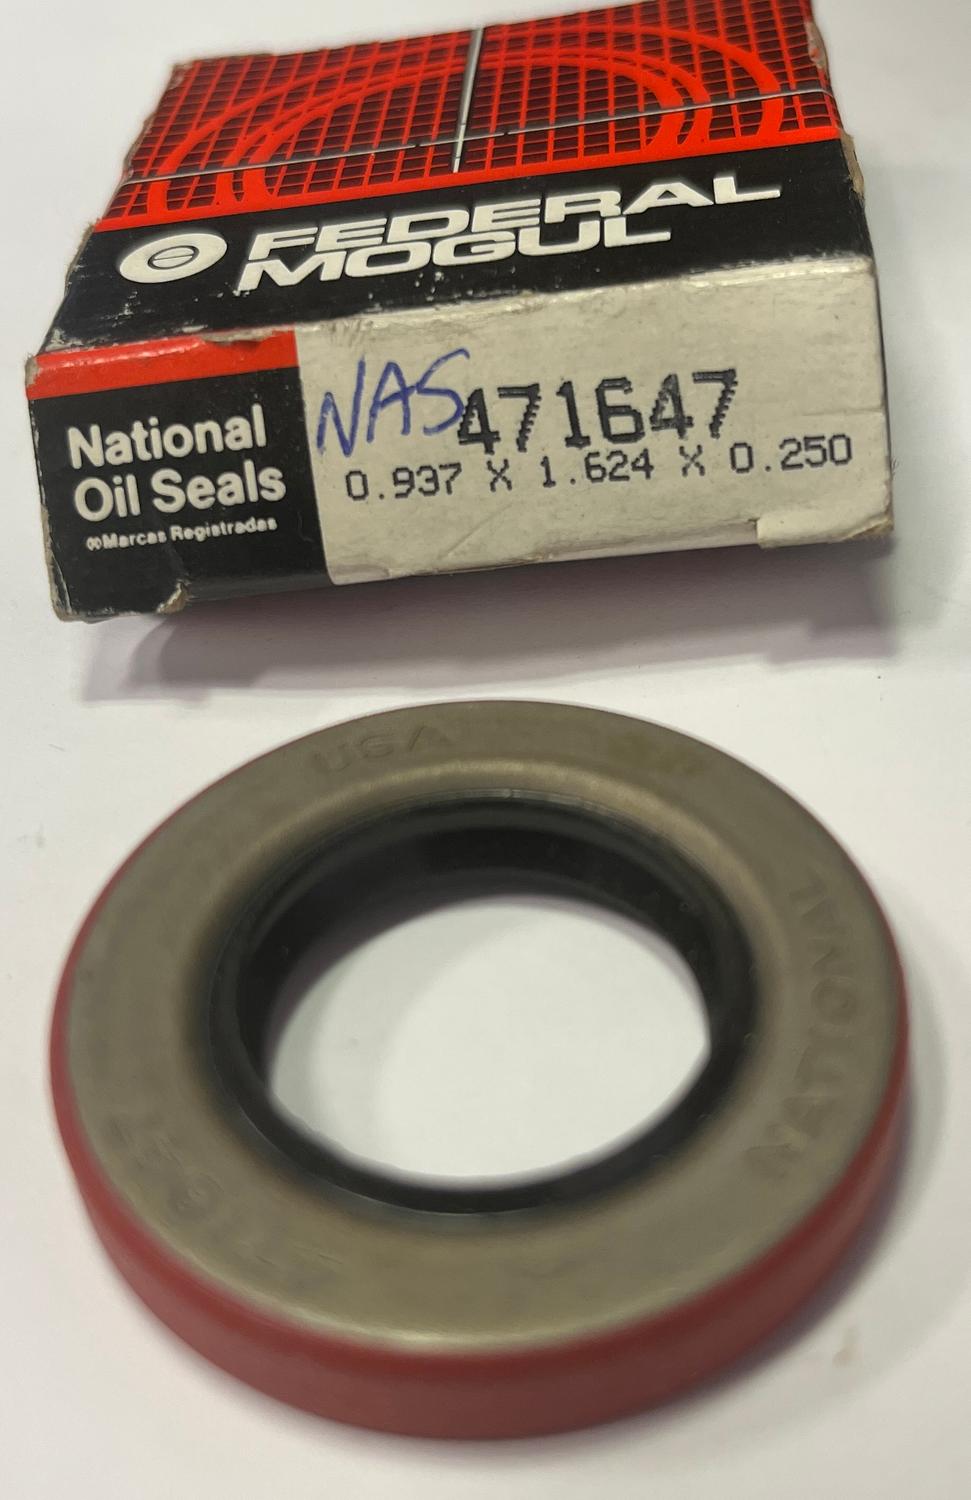 FEDERAL
MOGUL
National
Oil Seals
Marcas Registradas
NAS 471647
0.937 X 1.624 X 0.250
USA
NATIONAL